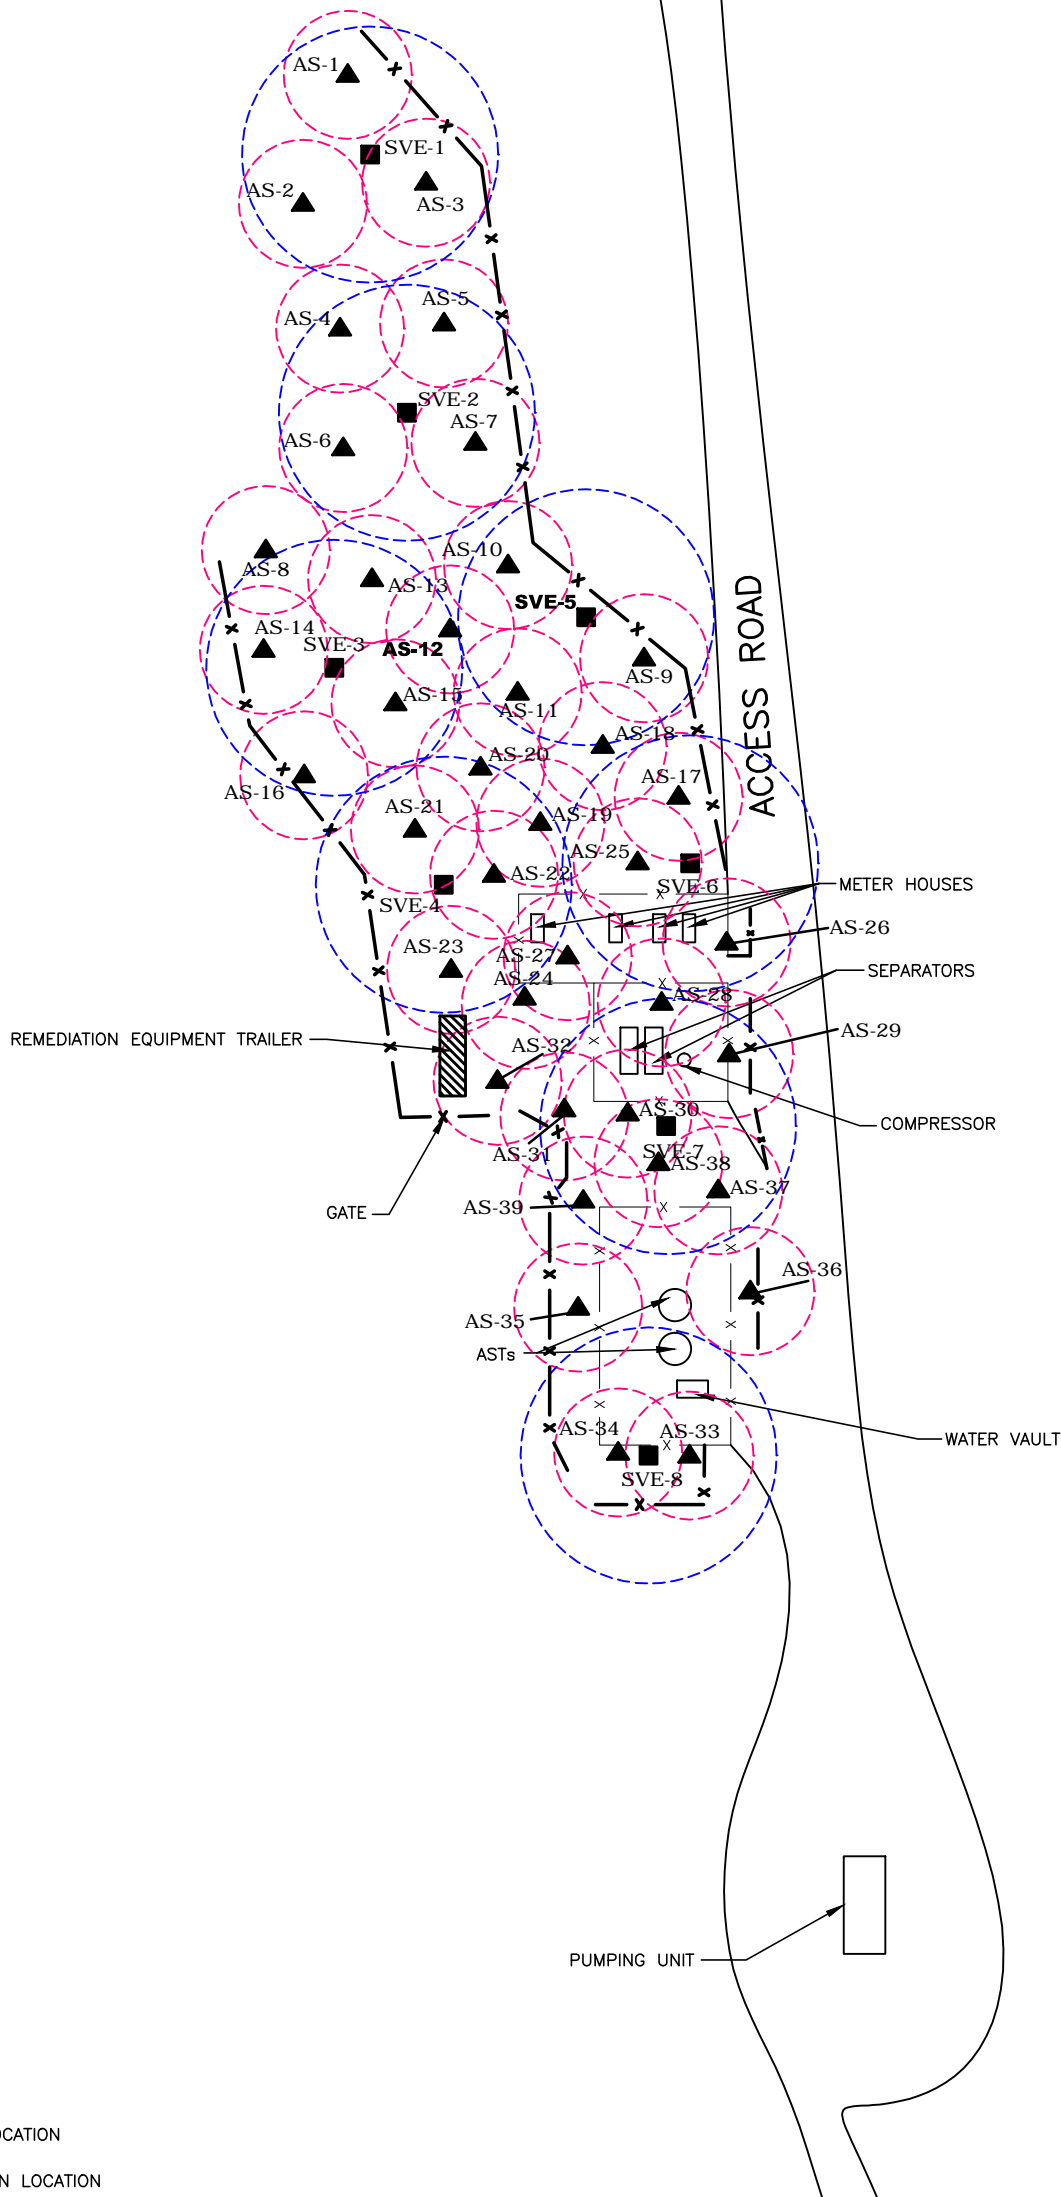 AS-1
SVE-1
AS-2
AS-3
AS-5
AS-4
SVE-2
AS-7
AS-6
AS-10
AS-8
AS-13
SVE-5
AS-14
SVE-3
AS-12
AS-9
AS-15
AS-11
ACCESS ROAD
AS-18
AS-20
AS-17
AS-16
AS-21
AS-19
AS-25
AS-22
SVE-6
METER HOUSES
SVE-4
AS-26
AS-23
AS-27
SEPARATORS
AS-24
AS-28
AS-29
REMEDIATION EQUIPMENT TRAILER
AS-32
AS-30
COMPRESSOR
AS-31
SVE-7
AS-38
AS-37
AS-39
GATE
AS-36
AS-35
ASTs
AS-34
AS-33
WATER VAULT
SVE-8
PUMPING UNIT
OCATION
N LOCATION